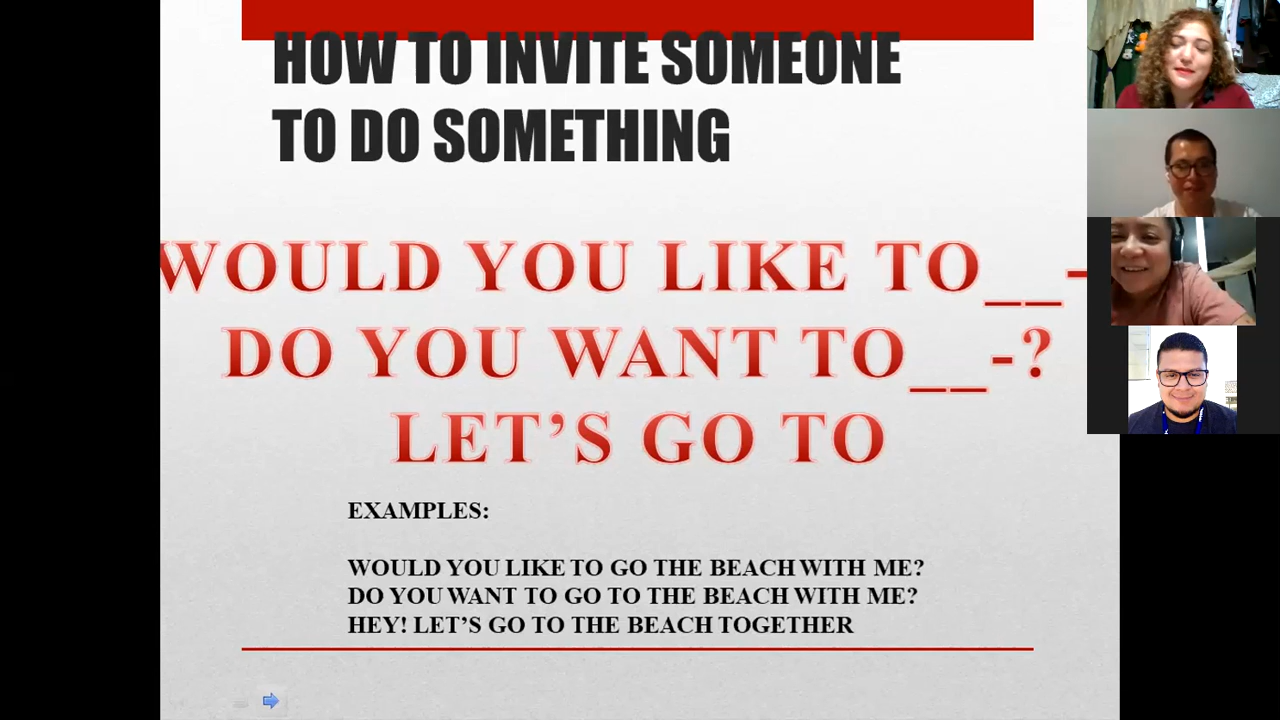 HOW TO INVITE SOMEONE
TO DO SOMETHING
WOULD YOU LIKE TO__-
DO YOU WANT TO__-?
LET’S GO TO
EXAMPLES:
WOULD YOU LIKE TO GO THE BEACH WITH ME?
DO YOU WANT TO GO TO THE BEACH WITH ME?
HEY! LET’S GO TO THE BEACH TOGETHER